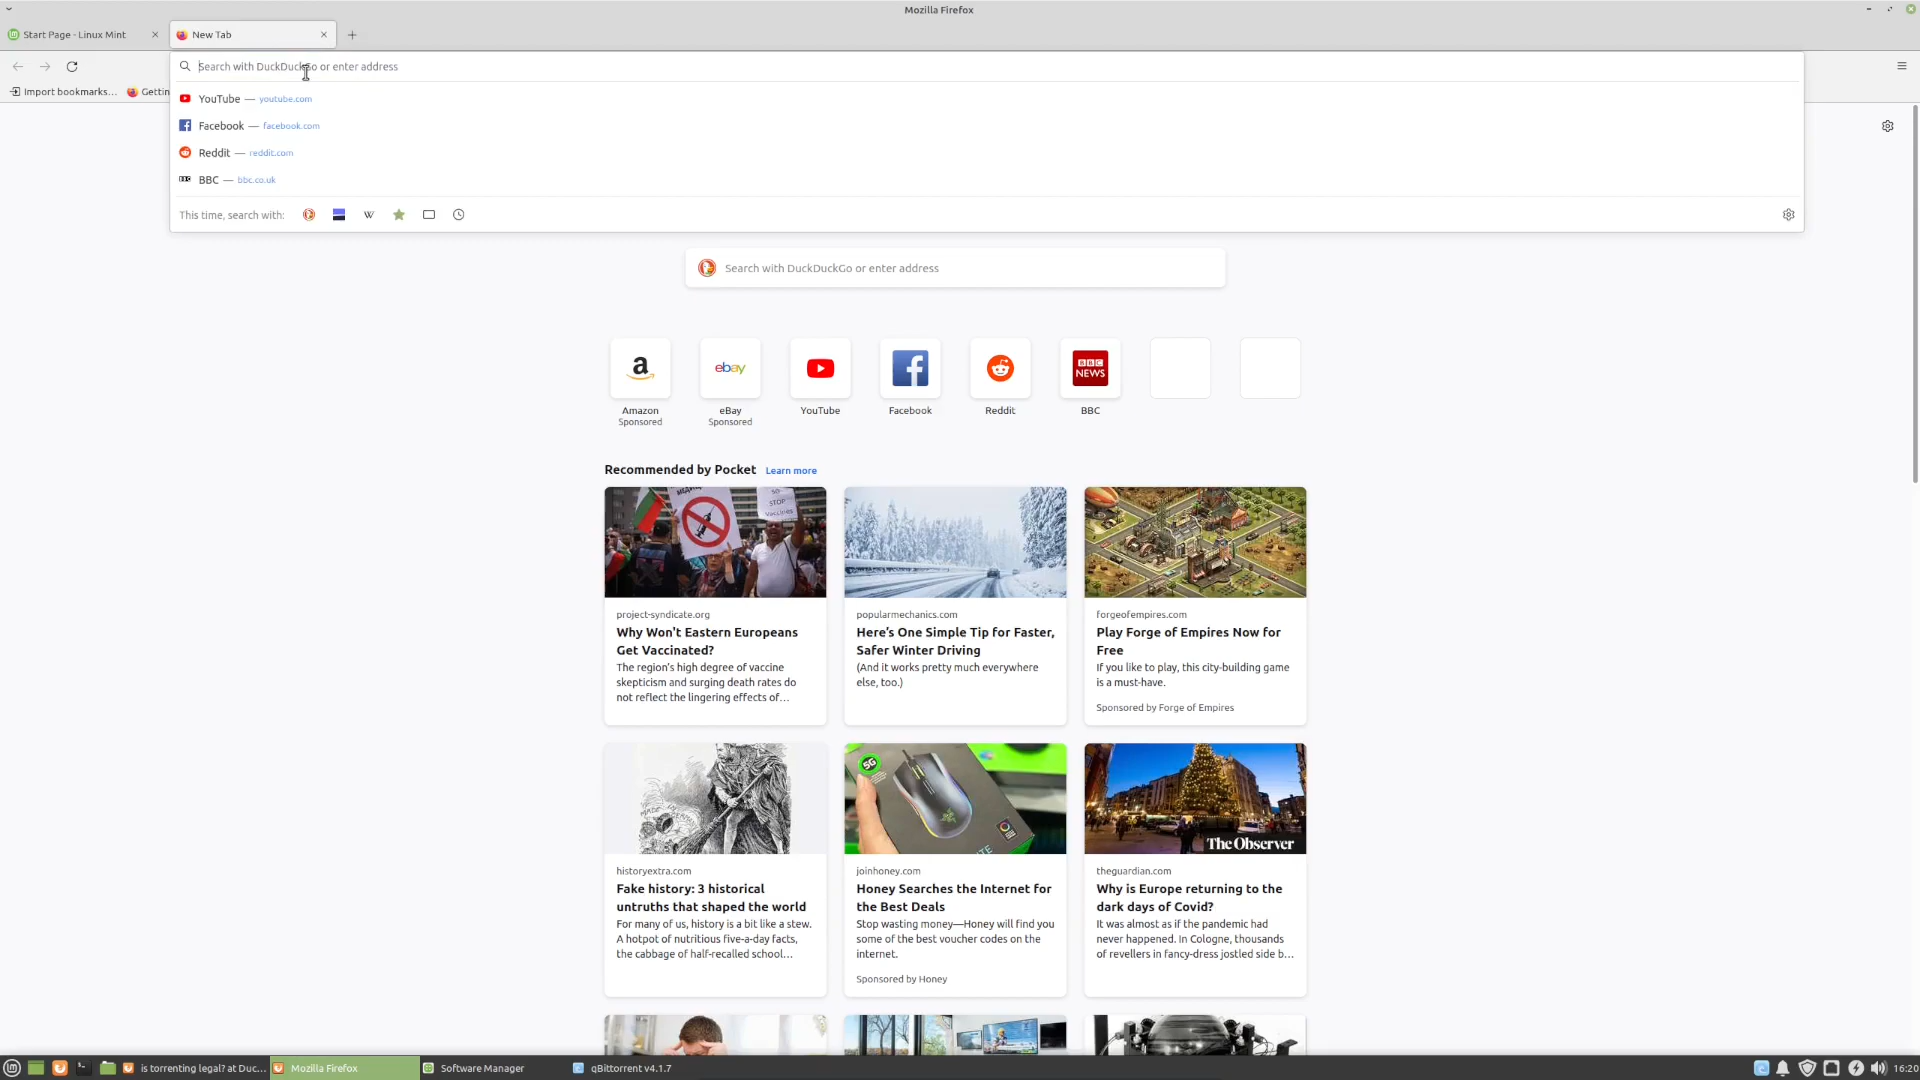 Mozilla Firefox
Start Page - Linux Mint
New Tab
Search with DuckDuckGo or enter address
Import bookmarks...
Gettin
YouTube — youtube.com
Facebook — facebook.com
Reddit — reddit.com
BBC — bbc.co.uk
This time, search with:
W
Search with DuckDuckGo or enter address
a
ebay
BBC
NEWS
Amazon
Sponsored
eBay
Sponsored
YouTube
Facebook
Reddit
BBC
Recommended by Pocket Learn more
STOP
vaccines
project-syndicate.org
Why Won't Eastern Europeans
Get Vaccinated?
The region's high degree of vaccine
skepticism and surging death rates do
not reflect the lingering effects of...
popularmechanics.com
Here's One Simple Tip for Faster,
Safer Winter Driving
(And it works pretty much everywhere
else, too.)
forgeofempires.com
Play Forge of Empires Now for
Free
If you like to play, this city-building game
is a must-have.
Sponsored by Forge of Empires
5G
The Observer
historyextra.com
Fake history: 3 historical
untruths that shaped the world
For many of us, history is a bit like a stew.
A hotpot of nutritious five-a-day facts,
the cabbage of half-recalled school...
joinhoney.com
Honey Searches the Internet for
the Best Deals
Stop wasting money—Honey will find you
some of the best voucher codes on the
internet.
Sponsored by Honey
theguardian.com
Why is Europe returning to the
dark days of Covid?
It was almost as if the pandemic had
never happened. In Cologne, thousands
of revellers in fancy-dress jostled side b...
is torrenting legal? at Duc...
Mozilla Firefox
Software Manager
qBittorrent v4.1.7
16:20